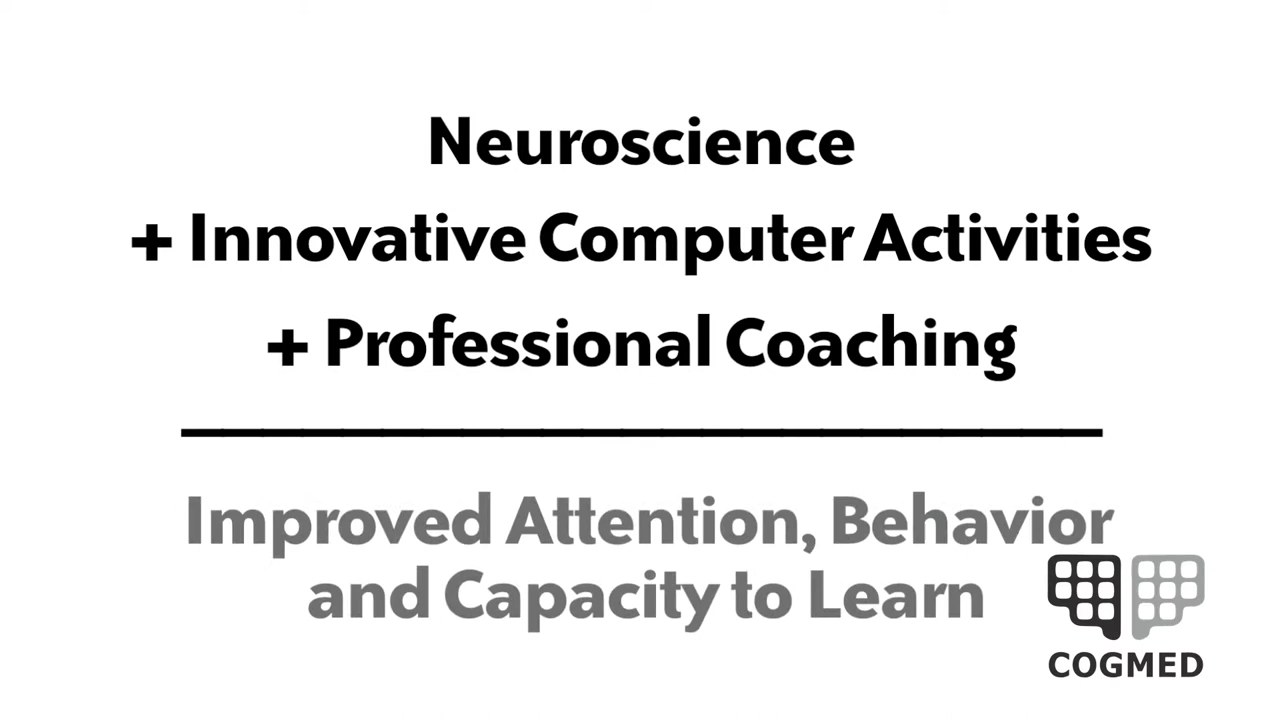 Neuroscience
+ Innovative Computer Activities
+ Professional Coaching
Improved Attention, Behavior
and Capacity to Learn
COGMED